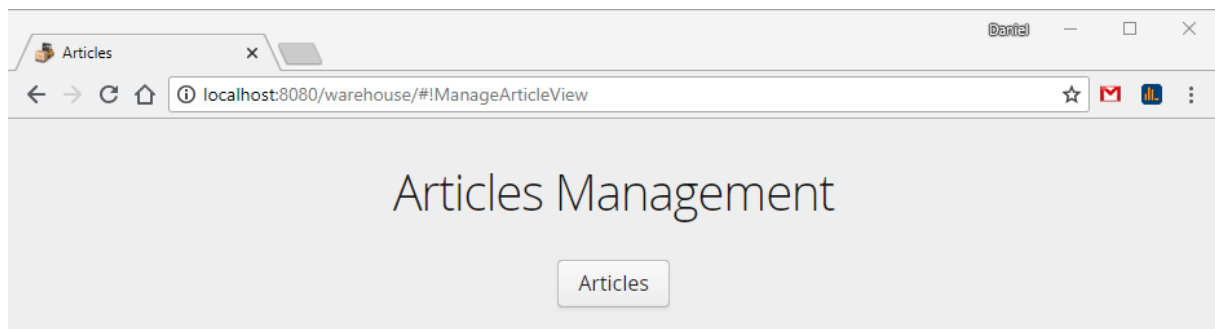 Daniel
Articles
localhost:8080/warehouse/#!ManageArticleView
Articles Management
Articles